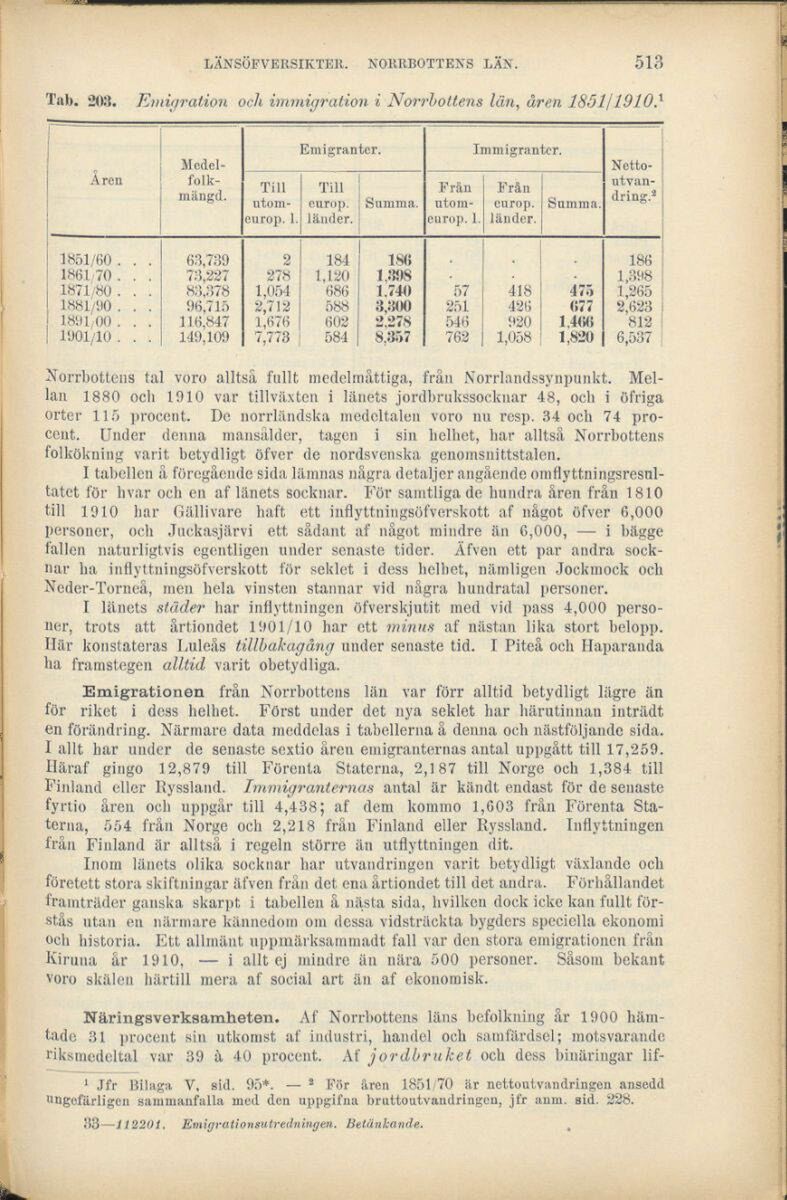 LÄNSÖFVERSIKTER. NORRBOTTENS LÄN. 513
Tab. 203. Emigration och immigration i Norrbottens län, åren 1851/1910.¹
Åren
Medel-
folk-
mängd.
Emigranter.
Till
utom-
europ. l.
Till
europ.
länder.
Summa.
Immigranter.
Från
utom-
europ. l.
Från
europ.
länder.
Summa.
Netto-
utvan-
dring.²
1851/60 . . . 63,739 2 184 186 . . . 186
1861/70 . . . 73,227 278 1,120 1,398 . . . 1,398
1871/80 . . . 83,378 1,054 686 1,740 57 418 475 1,265
1881/90 . . . 96,715 2,712 588 3,300 251 426 677 2,623
1891/00 . . . 116,847 1,676 602 2,278 546 920 1,466 812
1901/10 . . . 149,109 7,773 584 8,357 762 1,058 1,820 6,537
Norrbottens tal voro alltså fullt medelmåttiga, från Norrlandssynpunkt. Mel-
lan 1880 och 1910 var tillväxten i länets jordbrukssocknar 48, och i öfriga
orter 115 procent. De norrländska medeltalen voro nu resp. 34 och 74 pro-
cent. Under denna mansålder, tagen i sin helhet, har alltså Norrbottens
folkökning varit betydligt öfver de nordsvenska genomsnittstalen.
I tabellen å föregående sida lämnas några detaljer angående omflyttningsresul-
tatet för hvar och en af länets socknar. För samtliga de hundra åren från 1810
till 1910 har Gällivare haft ett inflyttningsöfverskott af något öfver 6,000
personer, och Juckasjärvi ett sådant af något mindre än 6,000, — i bägge
fallen naturligtvis egentligen under senaste tider. Äfven ett par andra sock-
nar ha inflyttningsöfverskott för seklet i dess helhet, nämligen Jockmock och
Neder-Torneå, men hela vinsten stannar vid några hundratal personer.
I länets städer har inflyttningen öfverskjutit med vid pass 4,000 perso-
ner, trots att årtiondet 1901/10 har ett minus af nästan lika stort belopp.
Här konstateras Luleås tillbakagång under senaste tid. I Piteå och Haparanda
ha framstegen alltid varit obetydliga.
Emigrationen från Norrbottens län var förr alltid betydligt lägre än
för riket i dess helhet. Först under det nya seklet har härutinnan inträdt
en förändring. Närmare data meddelas i tabellerna å denna och nästföljande sida.
I allt har under de senaste sextio åren emigranternas antal uppgått till 17,259.
Häraf gingo 12,879 till Förenta Staterna, 2,187 till Norge och 1,384 till
Finland eller Ryssland. Immigranternas antal är kändt endast för de senaste
fyrtio åren och uppgår till 4,438; af dem kommo 1,603 från Förenta Sta-
terna, 554 från Norge och 2,218 från Finland eller Ryssland. Inflyttningen
från Finland är alltså i regeln större än utflyttningen dit.
Inom länets olika socknar har utvandringen varit betydligt växlande och
företett stora skiftningar äfven från det ena årtiondet till det andra. Förhållandet
framträder ganska skarpt i tabellen å nästa sida, hvilken dock icke kan fullt för-
stås utan en närmare kännedom om dessa vidsträckta bygders speciella ekonomi
och historia. Ett allmänt uppmärksammadt fall var den stora emigrationen från
Kiruna år 1910, — i allt ej mindre än nära 500 personer. Såsom bekant
voro skälen härtill mera af social art än af ekonomisk.
Näringsverksamheten. Af Norrbottens läns befolkning år 1900 häm-
tade 31 procent sin utkomst af industri, handel och samfärdsel; motsvarande
riksmedeltal var 39 à 40 procent. Af jordbruket och dess binäringar lif-
¹ Jfr Bilaga V, sid. 95*. — ² För åren 1851/70 är nettoutvandringen ansedd
ungefärligen sammanfalla med den uppgifna bruttoutvandringen, jfr anm. sid. 228.
33—112201. Emigrationsutredningen. Betänkande.